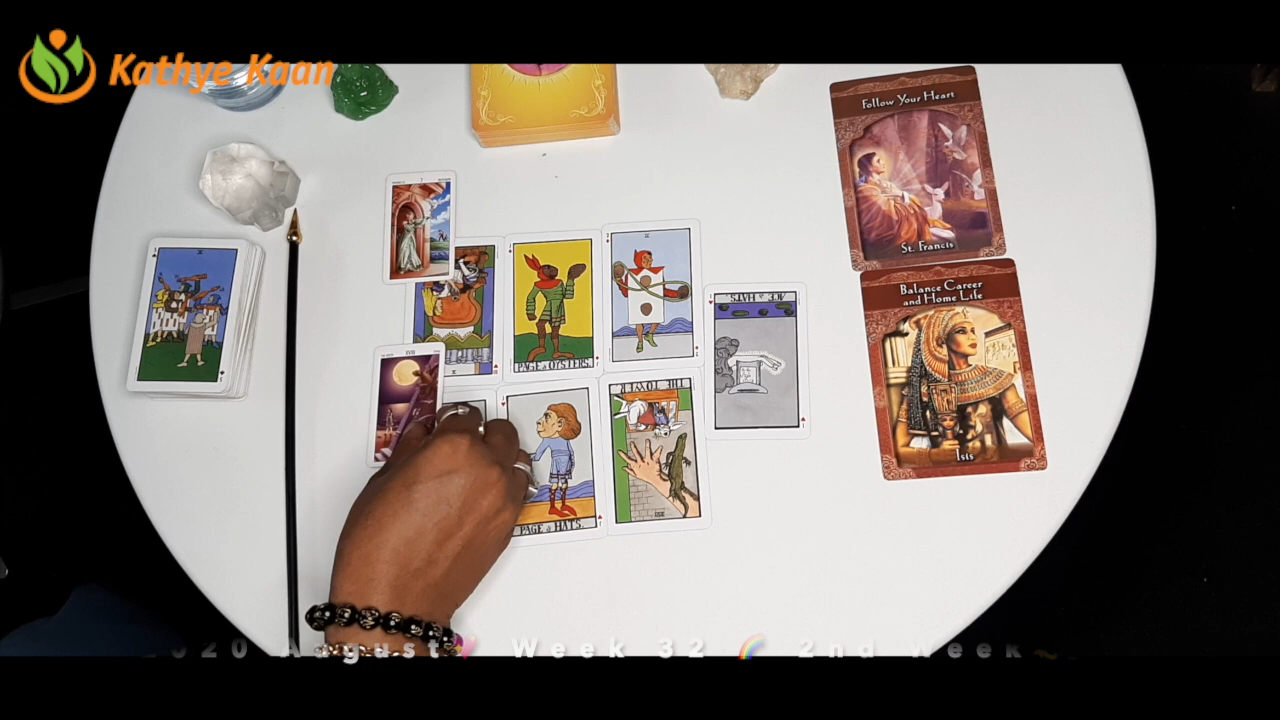 Kathye Kaan
Follow Your Heart
St. Francis
Balance Career
and Home Life
Isis
PAGE of OYSTERS
ACE of HATS
THE TOWER
PAGE of HATS
2020 August💖 Week 32 🌈 2nd Week~